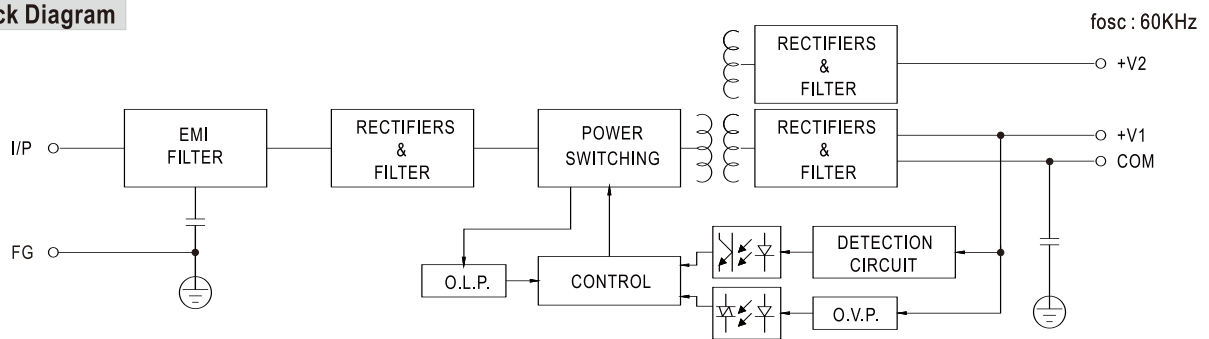 ck Diagram
fosc : 60KHz
RECTIFIERS
&
FILTER
+V2
I/P
EMI
FILTER
RECTIFIERS
&
FILTER
POWER
SWITCHING
RECTIFIERS
&
FILTER
+V1
COM
FG
O.L.P.
CONTROL
DETECTION
CIRCUIT
O.V.P.